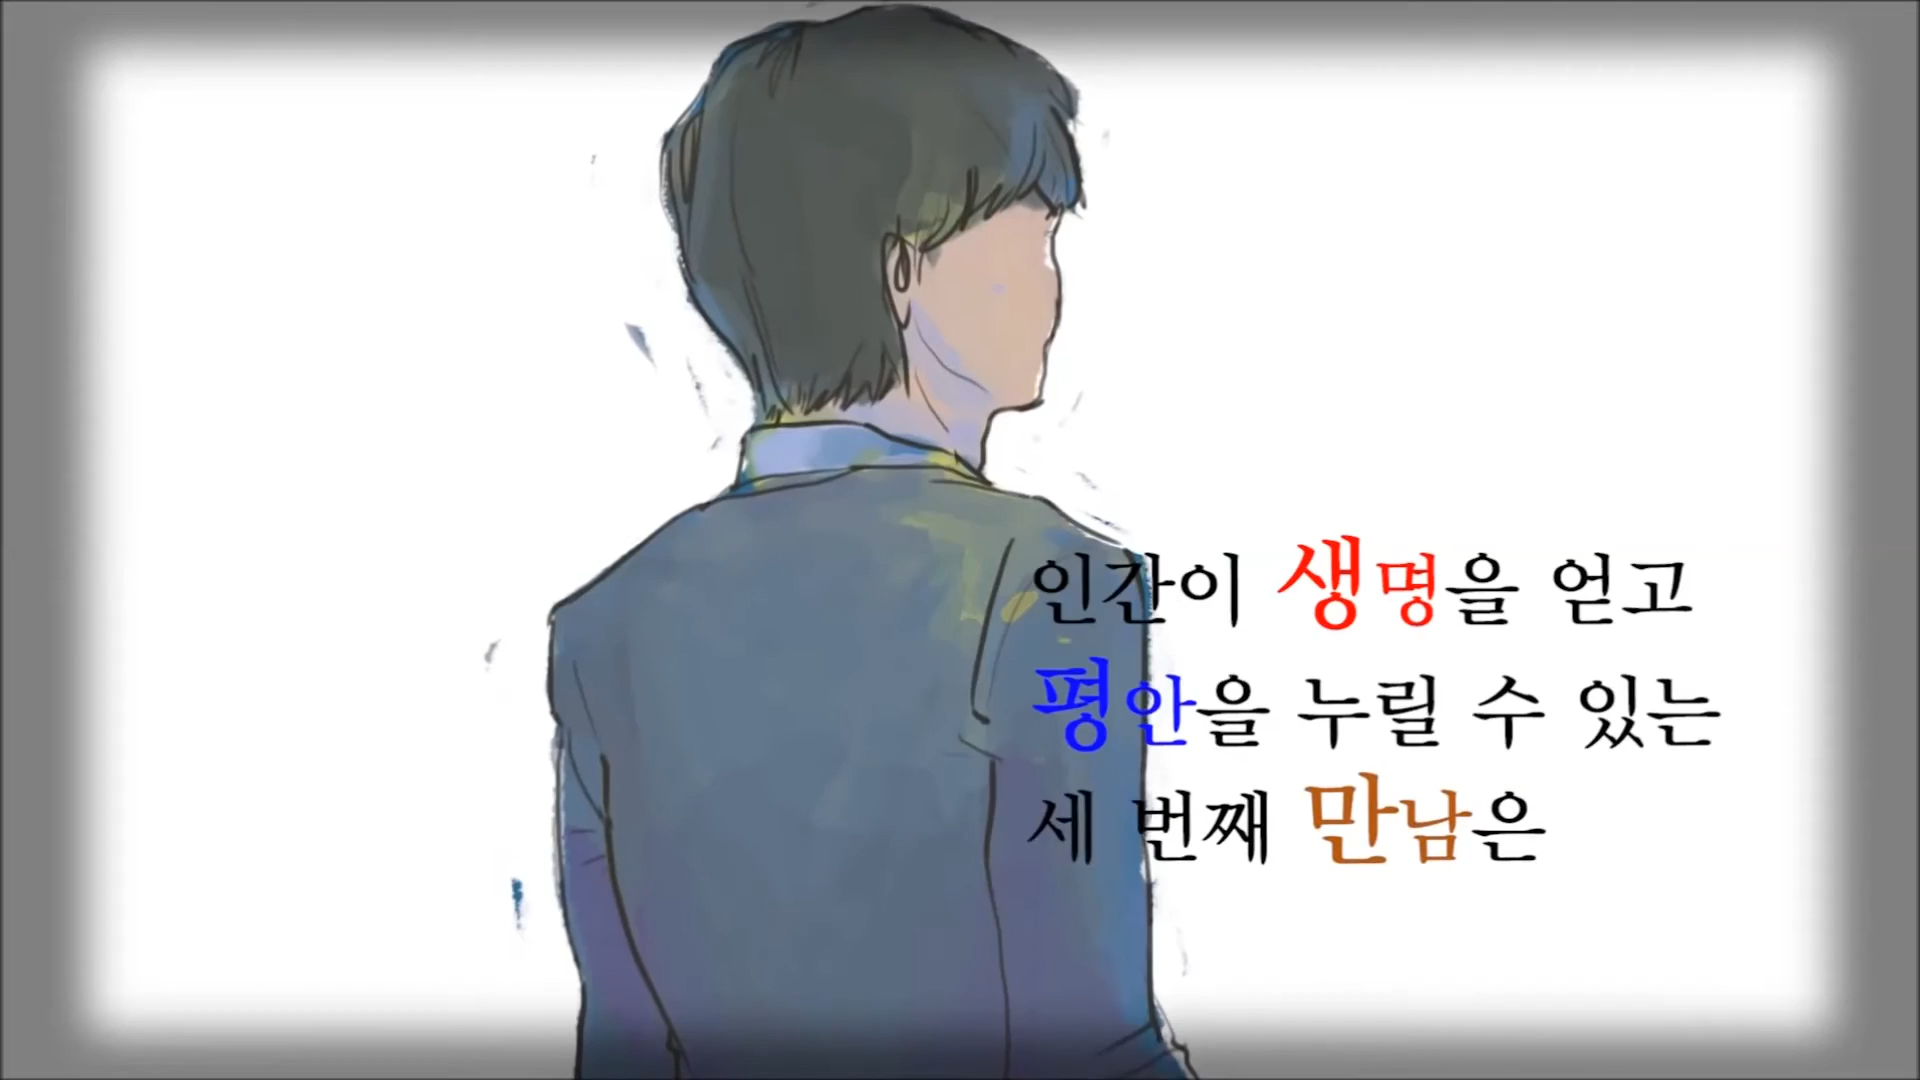 인간이 생명을 얻고
평안을 누릴 수 있는
세 번째 만남은